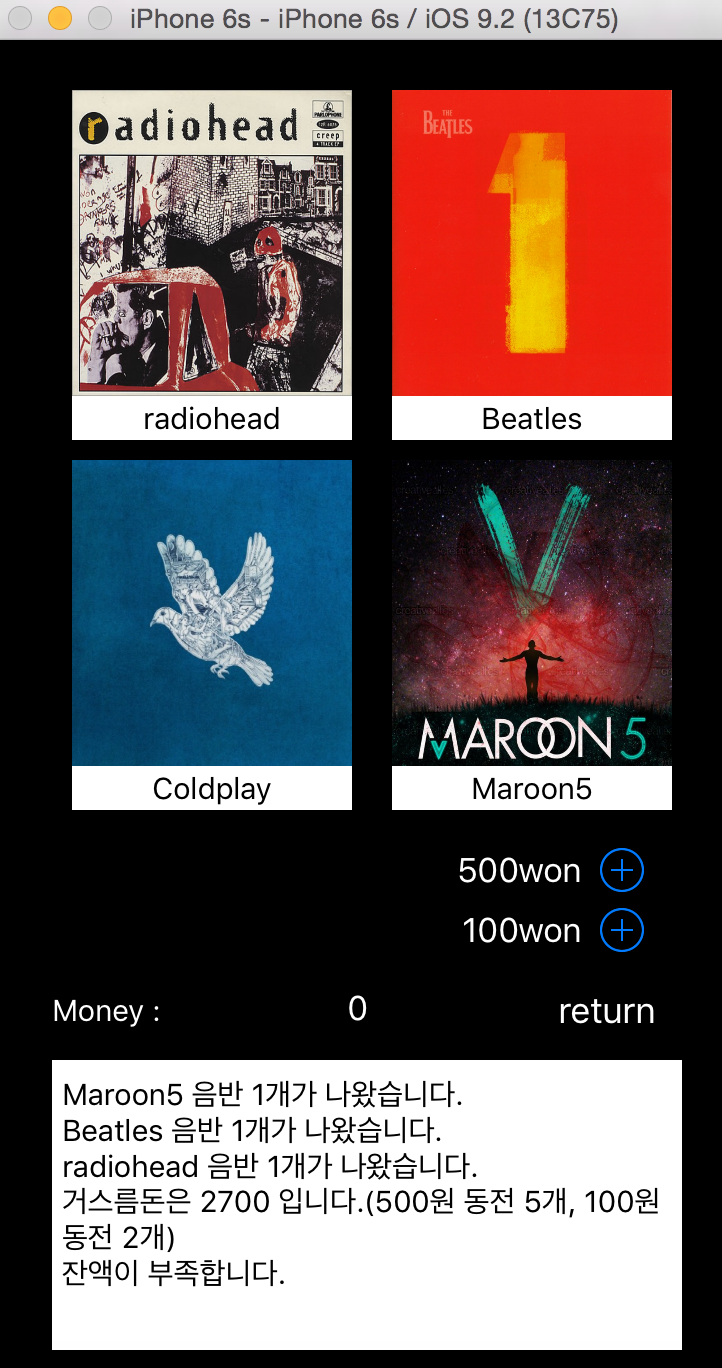 iPhone 6s - iPhone 6s / iOS 9.2 (13C75)
radiohead
PARLOPHONE
creep
4 TRACK EP
THE
BEATLES
1
radiohead
Beatles
V
MAROON 5
Coldplay
Maroon5
500won
100won
Money :
0
return
Maroon5 음반 1개가 나왔습니다.
Beatles 음반 1개가 나왔습니다.
radiohead 음반 1개가 나왔습니다.
거스름돈은 2700 입니다.(500원 동전 5개, 100원
동전 2개)
잔액이 부족합니다.